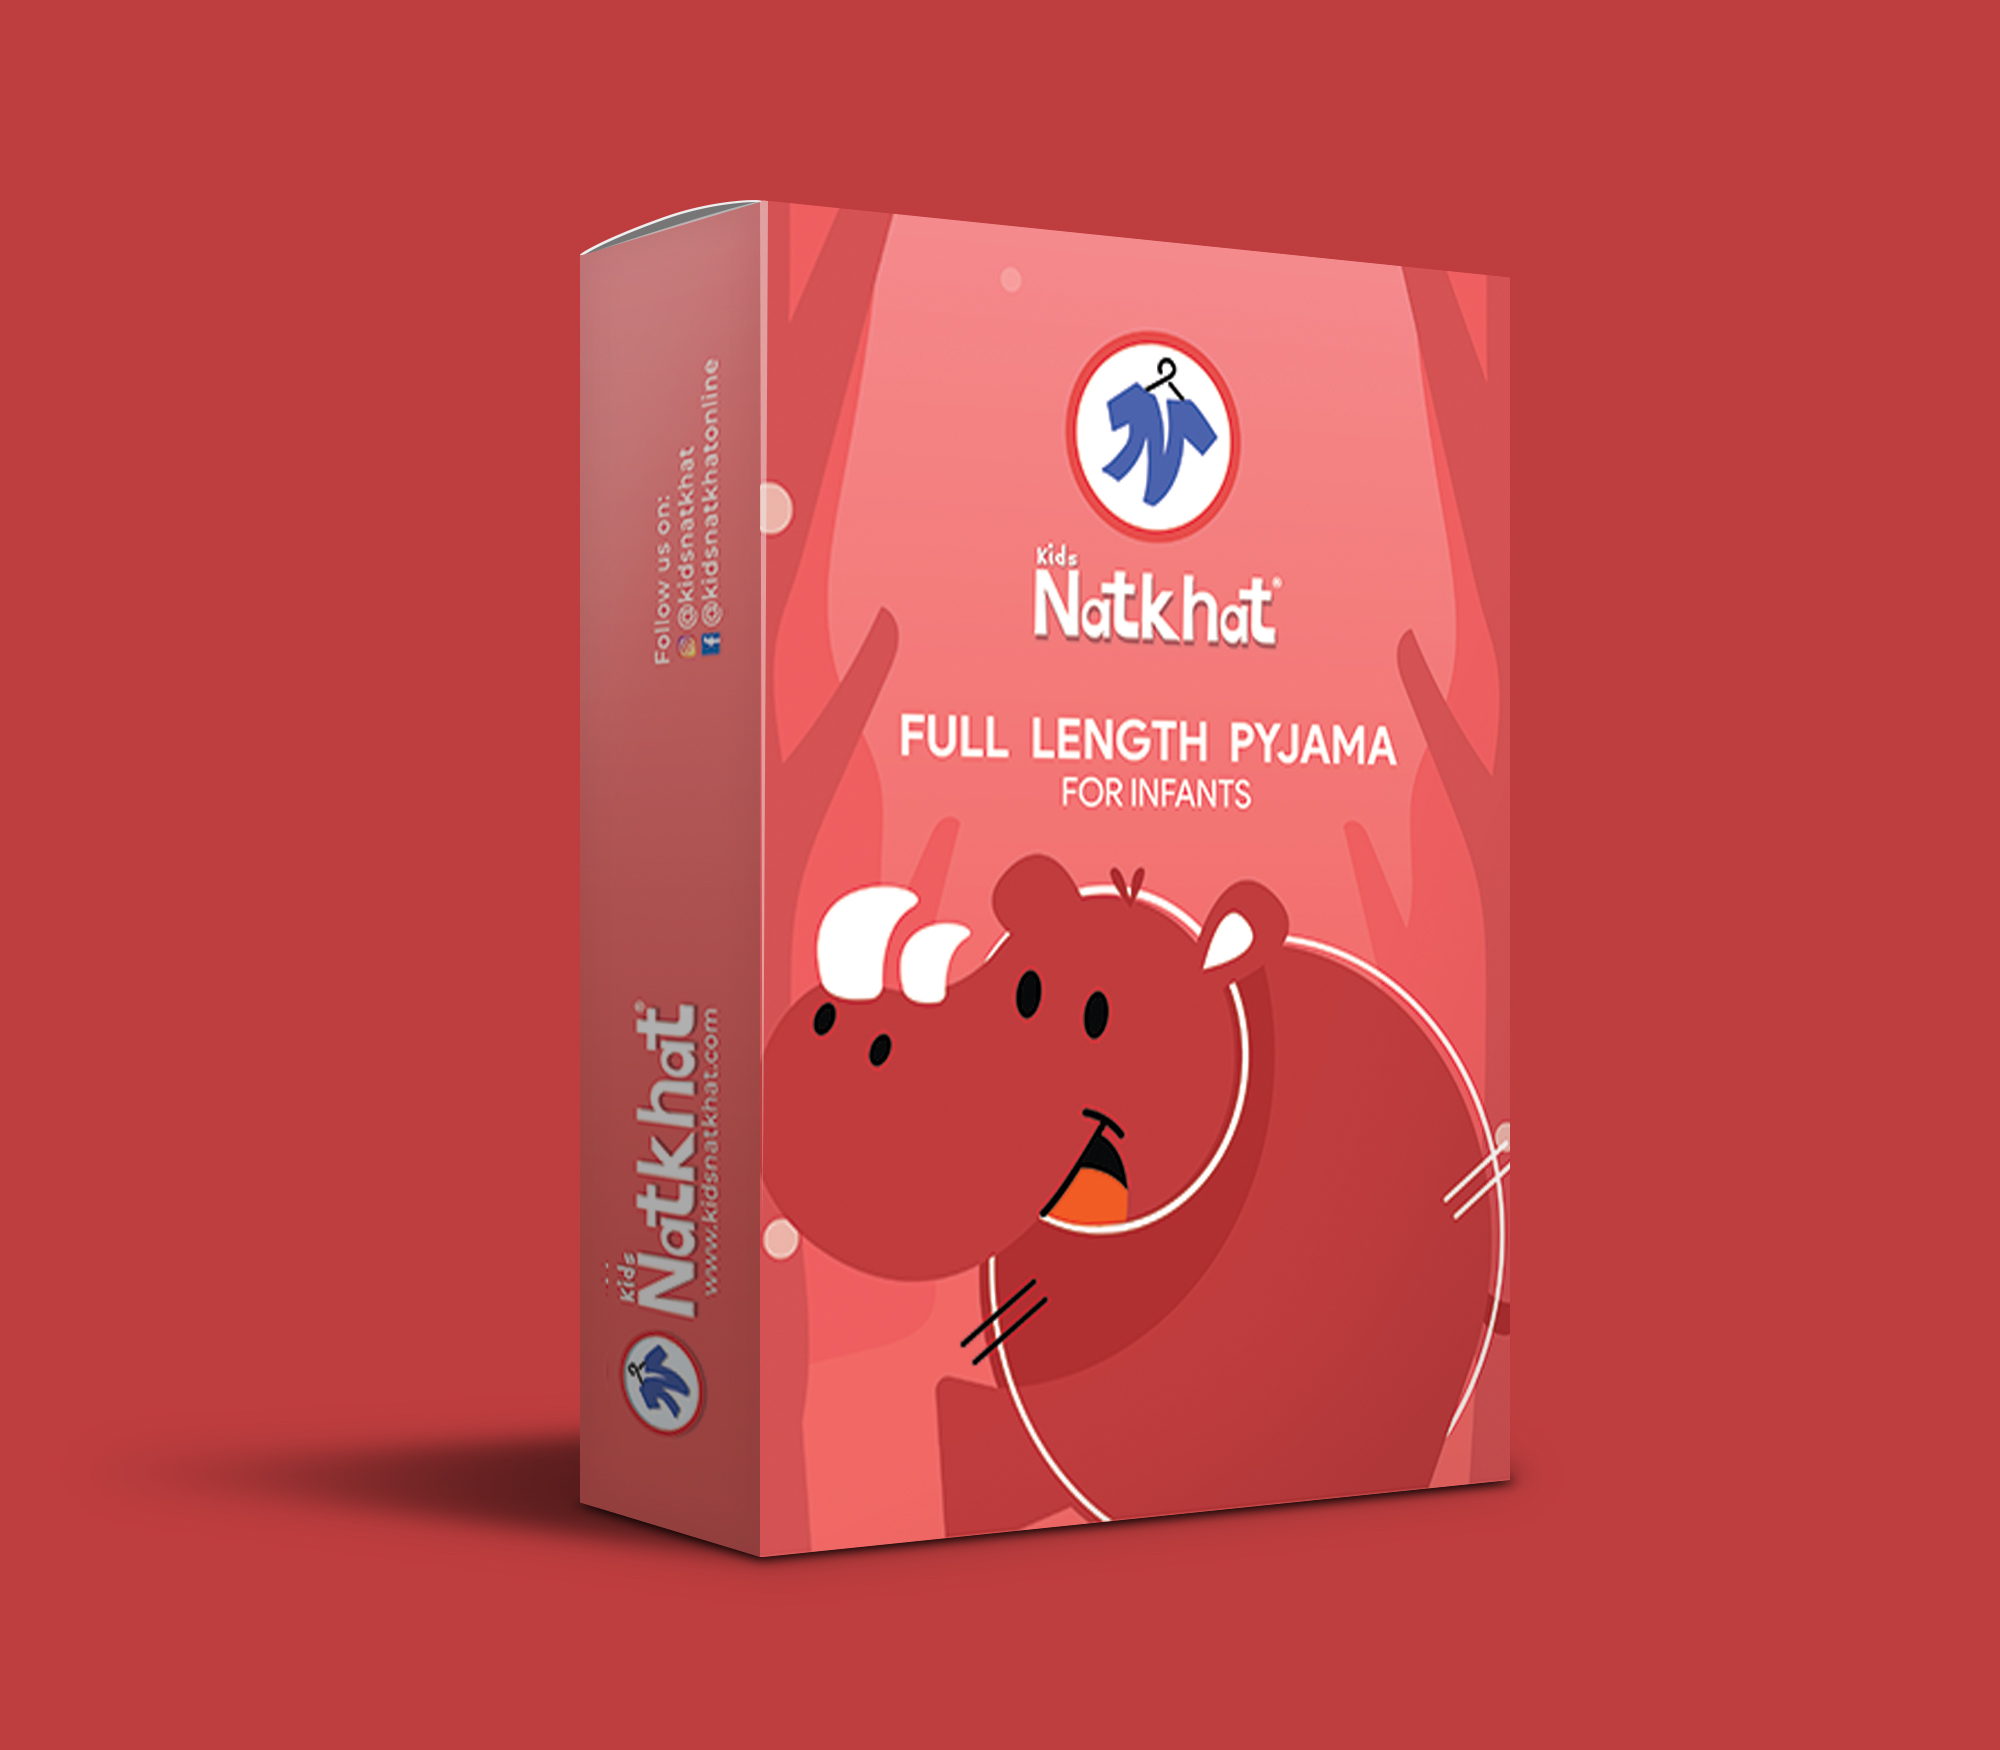 Kids
Natkhat®
FULL LENGTH PYJAMA
FOR INFANTS
Follow us on:
@kidsnatkhat
@kidsnatkhatonline
Kids
Natkhat®
www.kidsnatkhat.com